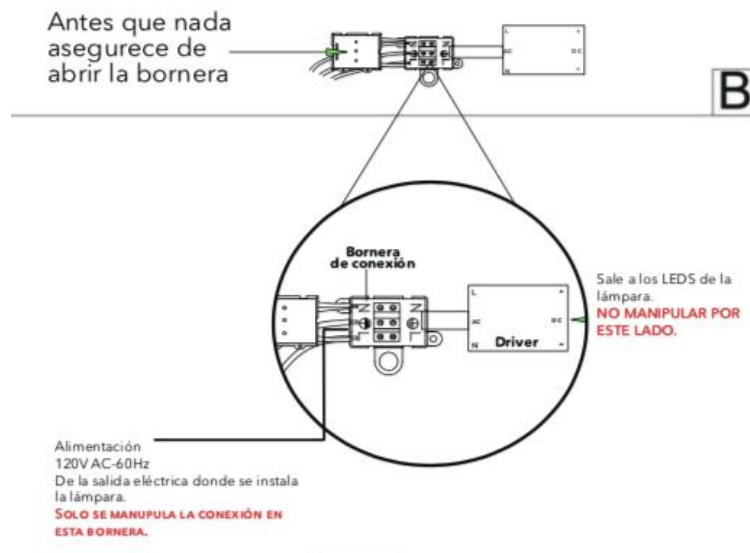 Antes que nada
asegurece de
abrir la bornera
L +
AC DC
N -
B
Bornera
de conexión
N N
L L
L +
AC DC
N Driver -
Sale a los LEDS de la
lámpara.
NO MANIPULAR POR
ESTE LADO.
Alimentación
120V AC-60Hz
De la salida eléctrica donde se instala
la lámpara.
SOLO SE MANUPULA LA CONEXIÓN EN
ESTA BORNERA.